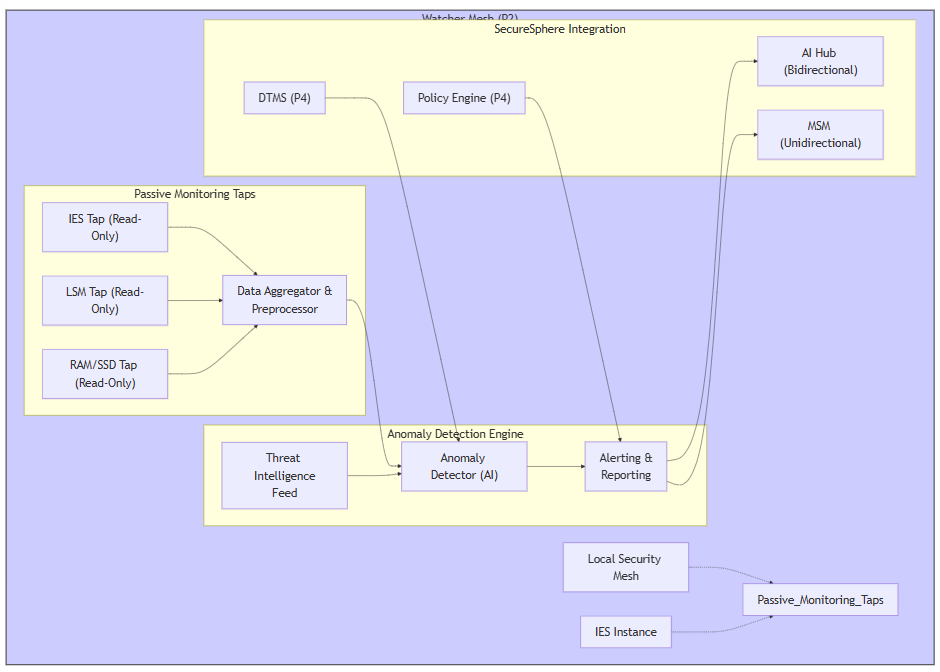 Watcher Mesh (P2)
SecureSphere Integration
AI Hub
(Bidirectional)
DTMS (P4)
Policy Engine (P4)
MSM
(Unidirectional)
Passive Monitoring Taps
IES Tap (Read-
Only)
LSM Tap (Read-
Only)
Data Aggregator &
Preprocessor
RAM/SSD Tap
(Read-Only)
Anomaly Detection Engine
Threat
Intelligence
Feed
Anomaly
Detector (AI)
Alerting &
Reporting
Local Security
Mesh
Passive_Monitoring_Taps
IES Instance